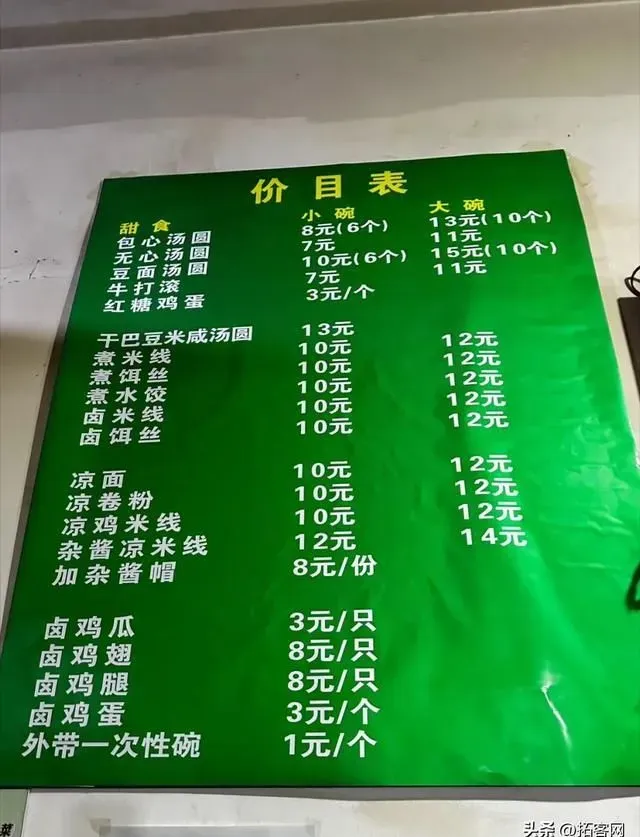 价目表
甜食 小碗 大碗
包心汤圆 8元(6个) 13元(10个)
无心汤圆 7元 11元
豆面汤圆 10元(6个) 15元(10个)
牛打滚 7元 11元
红糖鸡蛋 3元/个
干巴豆米咸汤圆 13元
煮米线 10元 12元
煮饵丝 10元 12元
煮水饺 10元 12元
卤米线 10元 12元
卤饵丝 10元 12元
凉面 10元 12元
凉卷粉 10元 12元
凉鸡米线 10元 12元
杂酱凉米线 12元 14元
加杂酱帽 8元/份
卤鸡瓜 3元/只
卤鸡翅 8元/只
卤鸡腿 8元/只
卤鸡蛋 3元/个
外带一次性碗 1元/个
菜
头条 @拓客网